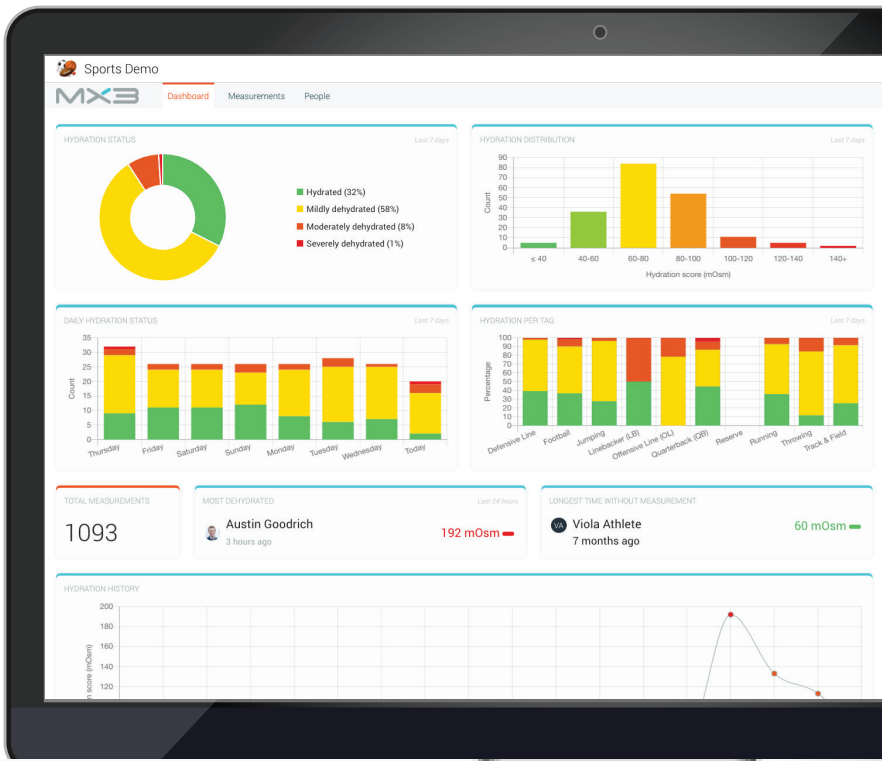 Sports Demo
MX3
Dashboard Measurements People
HYDRATION STATUS Last 7 days
Hydrated (32%)
Mildly dehydrated (58%)
Moderately dehydrated (8%)
Severely dehydrated (1%)
HYDRATION DISTRIBUTION Last 7 days
90
80
70
60
50
40
30
20
10
0
Count
≤ 40 40-60 60-80 80-100 100-120 120-140 140+
Hydration score (mOsm)
DAILY HYDRATION STATUS Last 7 days
35
30
25
20
15
10
5
0
Count
Thursday Friday Saturday Sunday Monday Tuesday Wednesday Today
HYDRATION PER TAG Last 7 days
100
90
80
70
60
50
40
30
20
10
0
Percentage
Defensive Line Football Jumping Linebacker (LB) Offensive Line (OL) Quarterback (QB) Reserve Running Throwing Track & Field
TOTAL MEASUREMENTS
1093
MOST DEHYDRATED Last 24 hours
Austin Goodrich
3 hours ago
192 mOsm
LONGEST TIME WITHOUT MEASUREMENT
VA
Viola Athlete
7 months ago
60 mOsm
HYDRATION HISTORY
200
180
160
140
120
n score (mOsm)